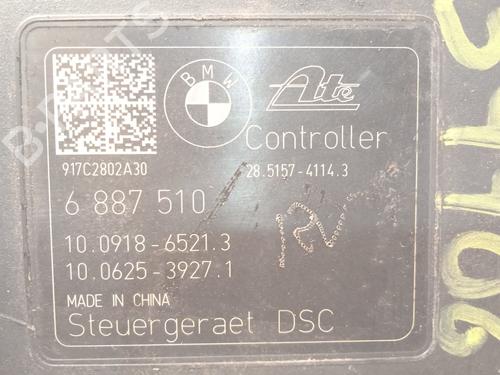 BMW
Ate
Controller
917C2802A30
28.5157-4114.3
6 887 510
10.0918-6521.3
10.0625-3927.1
MADE IN CHINA
Steuergeraet DSC